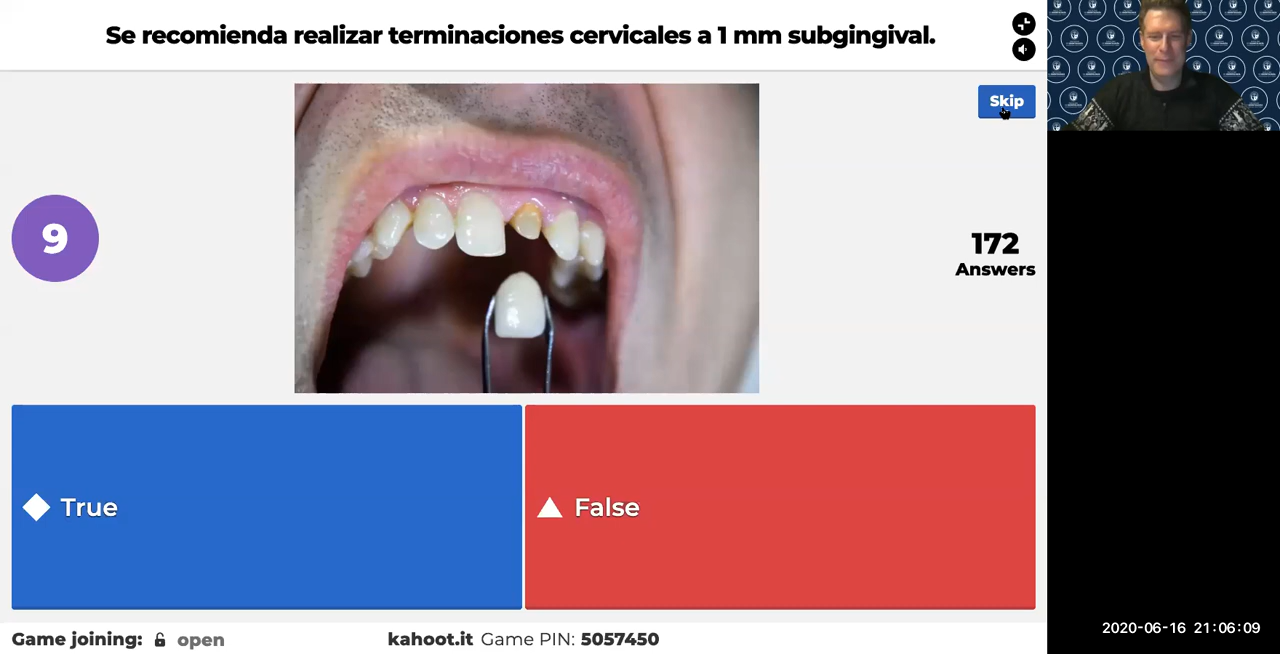 Se recomienda realizar terminaciones cervicales a 1 mm subgingival.
Skip
9
172
Answers
True
False
Game joining: open
kahoot.it Game PIN: 5057450
2020-06-16 21:06:09